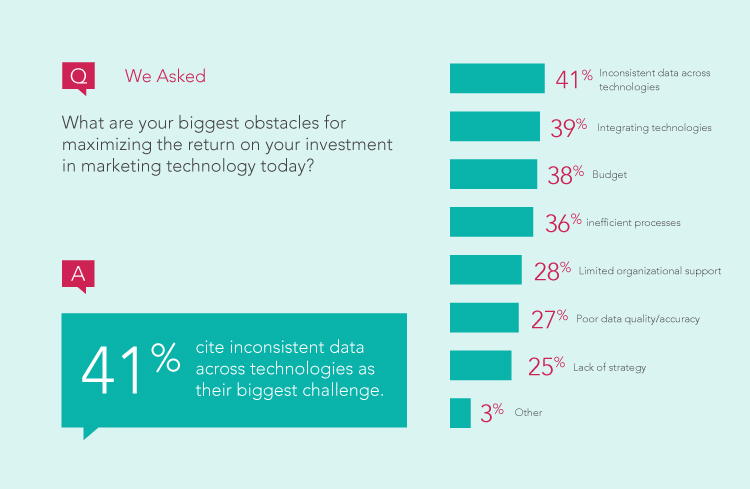 Q
We Asked
What are your biggest obstacles for
maximizing the return on your investment
in marketing technology today?
A
41%
cite inconsistent data
across technologies as
their biggest challenge.
41% Inconsistent data across
technologies
39% Integrating technologies
38% Budget
36% inefficient processes
28% Limited organizational support
27% Poor data quality/accuracy
25% Lack of strategy
3% Other